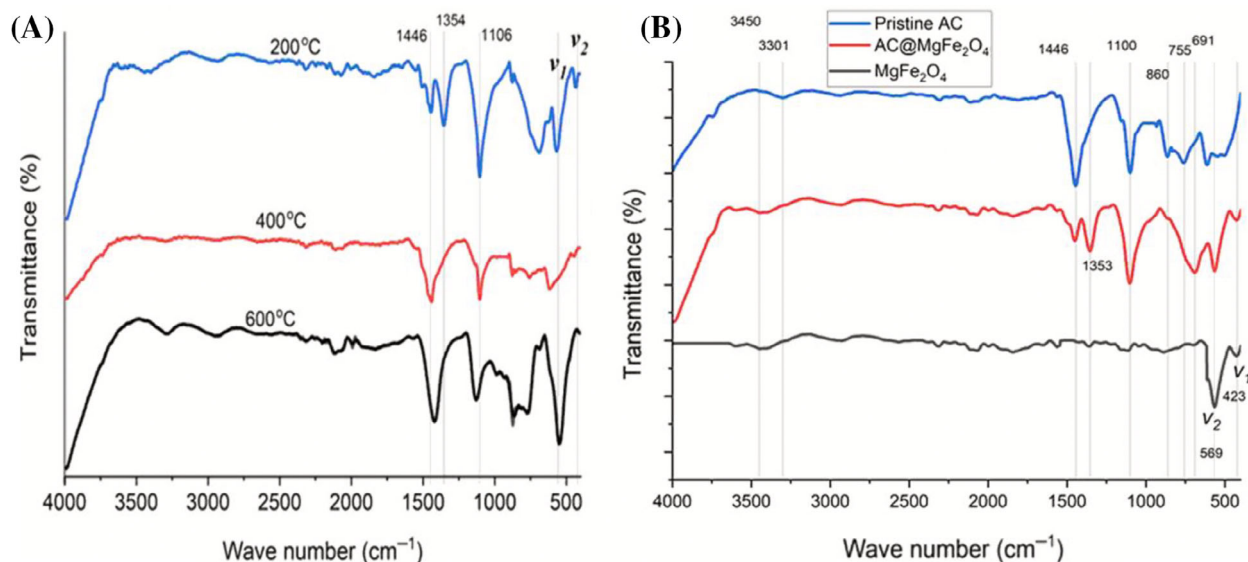 (A)
1446
1354
1106
v₁
v₂
200°C
400°C
600°C
Transmittance (%)
4000 3500 3000 2500 2000 1500 1000 500
Wave number (cm⁻¹)
(B)
Pristine AC
AC@MgFe₂O₄
MgFe₂O₄
3450
3301
1446
1100
860
755
691
1353
v₁
423
v₂
569
Transmittance (%)
4000 3500 3000 2500 2000 1500 1000 500
Wave number (cm⁻¹)